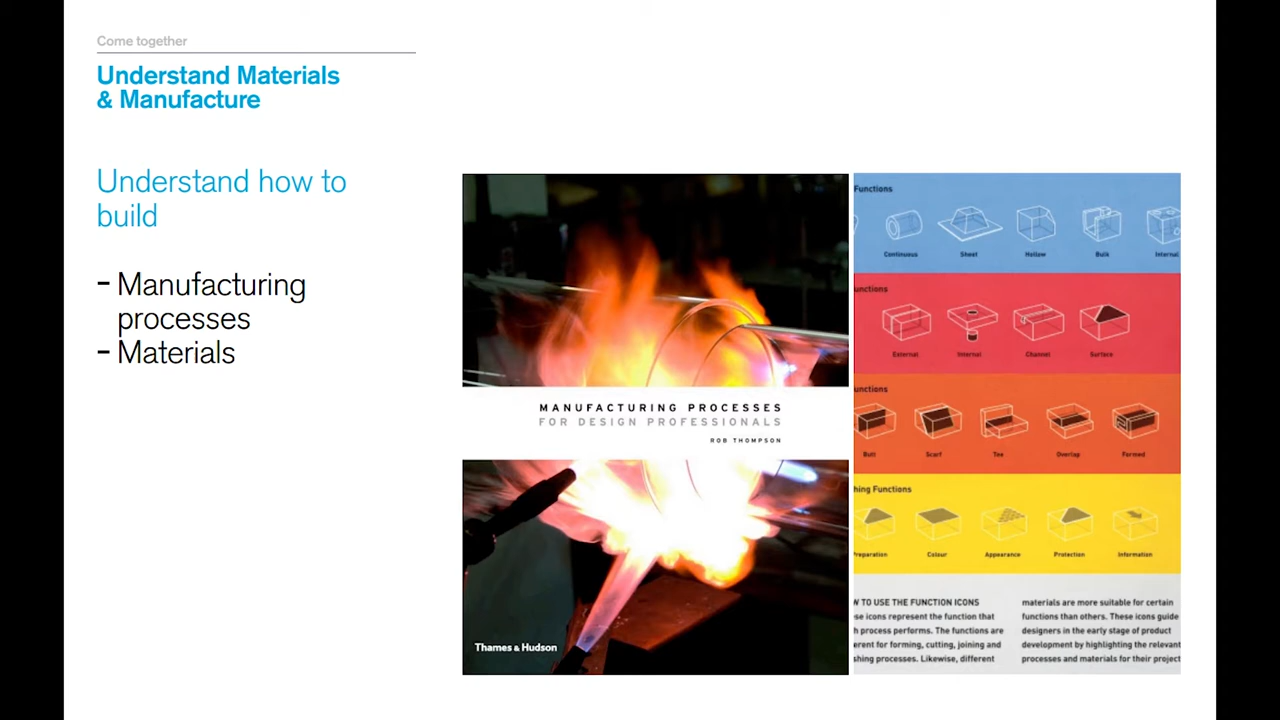 Come together
Understand Materials
& Manufacture
Understand how to
build
- Manufacturing
processes
- Materials
MANUFACTURING PROCESSES
FOR DESIGN PROFESSIONALS
ROB THOMPSON
Thames & Hudson
Functions
Continuous Sheet Hollow Bulk Internal
unctions
External Internal Channel Surface
unctions
Butt Scarf Tee Overlap Formed
hing Functions
Preparation Colour Appearance Protection Information
W TO USE THE FUNCTION ICONS
se icons represent the function that
h process performs. The functions are
erent for forming, cutting, joining and
shing processes. Likewise, different
materials are more suitable for certain
functions than others. These icons guide
designers in the early stage of product
development by highlighting the relevant
processes and materials for their project